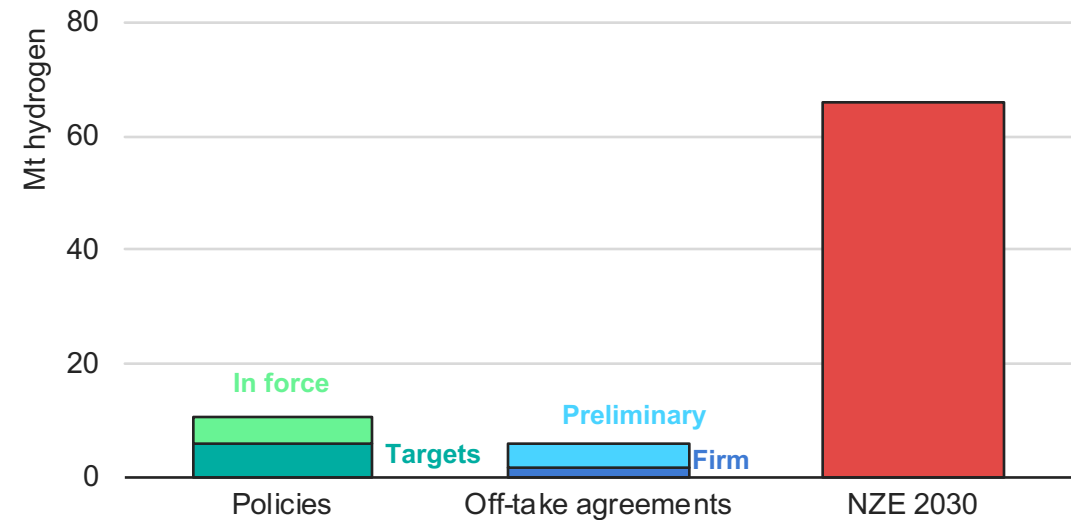 Mt hydrogen
80
60
40
20
0
In force
Targets
Preliminary
Firm
Policies
Off-take agreements
NZE 2030